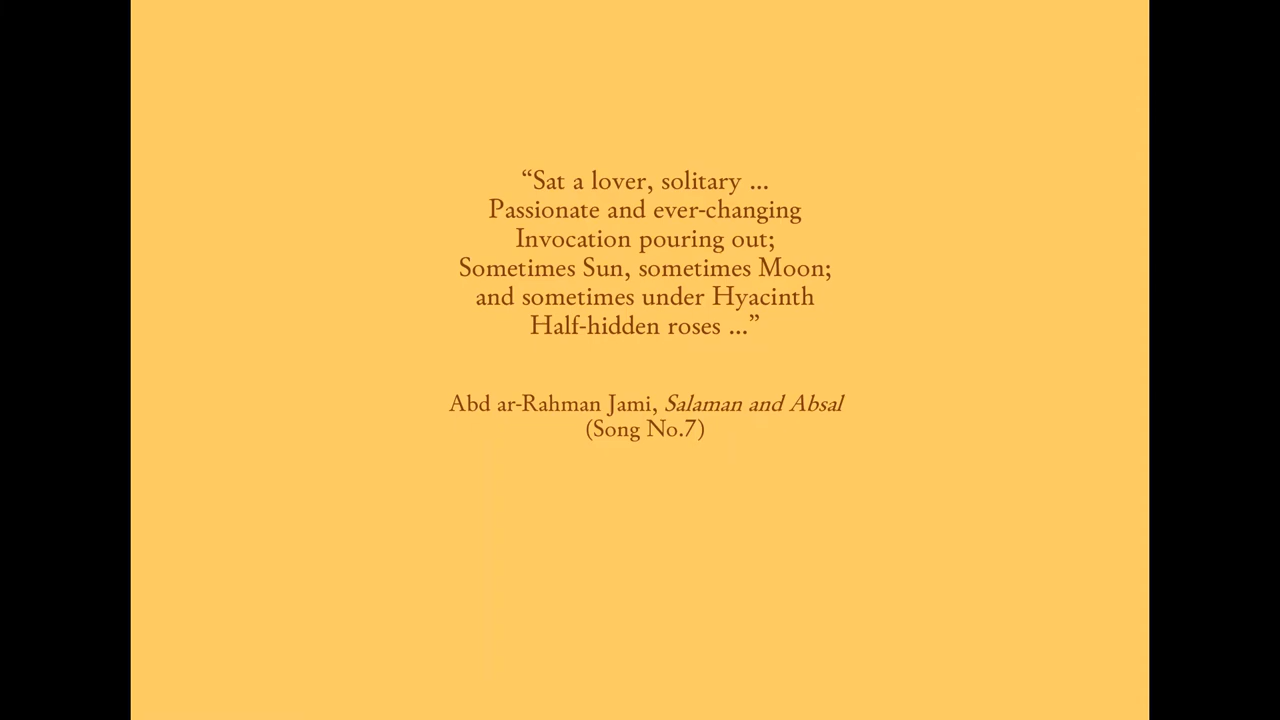 “Sat a lover, solitary ...
Passionate and ever-changing
Invocation pouring out;
Sometimes Sun, sometimes Moon;
and sometimes under Hyacinth
Half-hidden roses ...”
Abd ar-Rahman Jami, Salaman and Absal
(Song No.7)